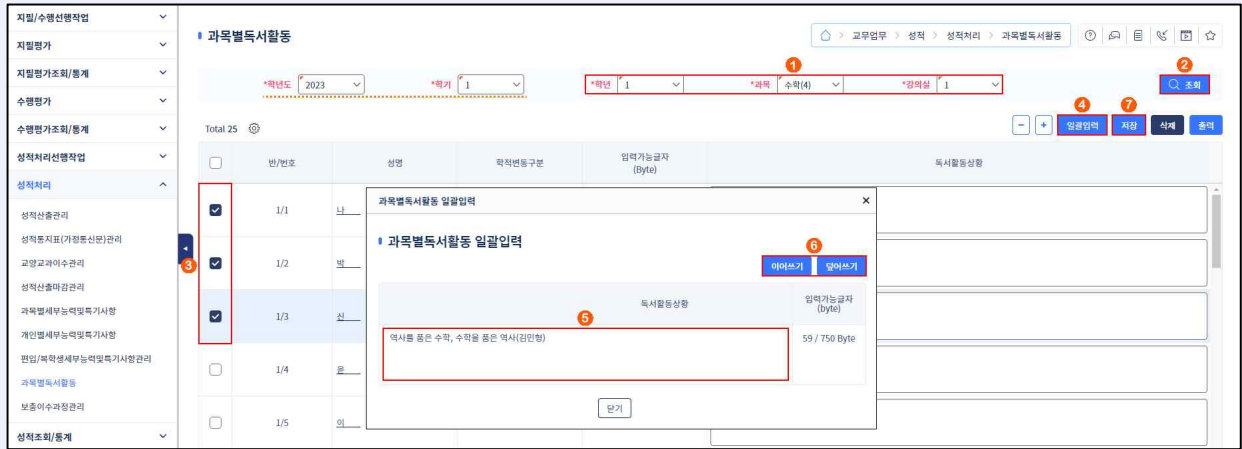 지필/수행선행작업
지필평가
지필평가조회/통계
수행평가
수행평가조회/통계
성적처리선행작업
성적처리
성적산출관리
성적통지표(가정통신문)관리
교양교과이수관리
성적산출마감관리
과목별세부능력및특기사항
개인별세부능력및특기사항
편입/복학생세부능력및특기사항관리
과목별독서활동
보충이수과정관리
성적조회/통계
과목별독서활동
> 교무업무 > 성적 > 성적처리 > 과목별독서활동
1 2
*학년도 2023 *학기 1 *학년 1 *과목 수학(4) *강의실 1 조회
4 7
Total 25 - + 일괄입력 저장 삭제 출력
반/번호 성명 학적변동구분 입력가능글자 (Byte) 독서활동상황
3
1/1 나
1/2 박
1/3 신
1/4 윤
1/5 이
과목별독서활동 일괄입력 ×
과목별독서활동 일괄입력
6
이어쓰기 덮어쓰기
독서활동상황 입력가능글자 (byte)
5
역사를 품은 수학, 수학을 품은 역사(김민형) 59 / 750 Byte
닫기